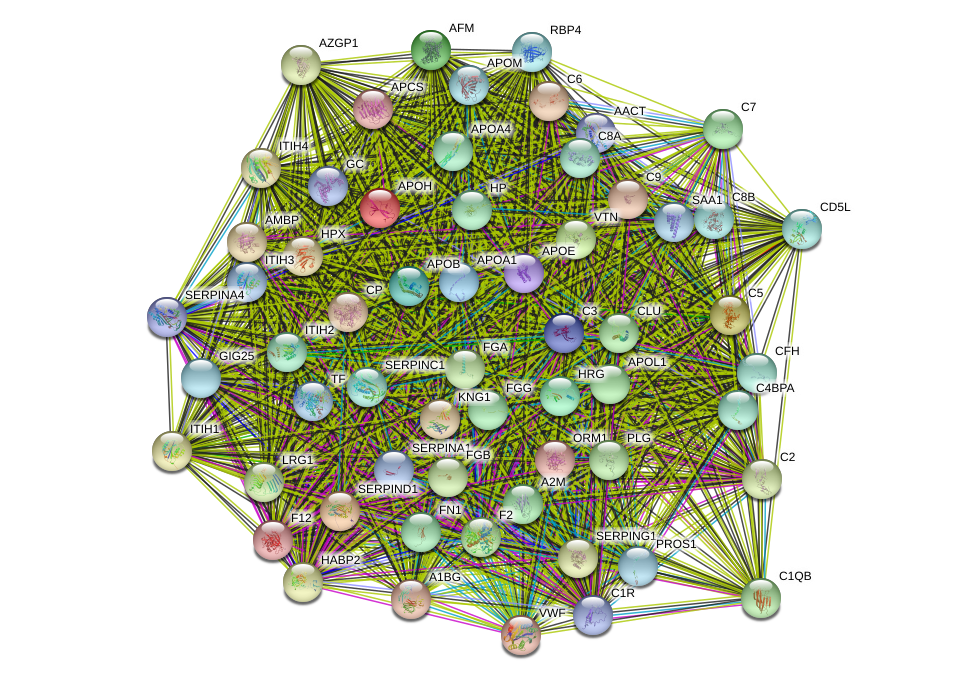 AFM
RBP4
AZGP1
APOM
C6
APCS
C7
AACT
APOA4
C8A
ITIH4
GC
C9
APOH
HP
SAA1
C8B
CD5L
VTN
AMBP
HPX
APOE
ITIH3
APOB
APOA1
CP
SERPINA4
C5
C3
CLU
ITIH2
FGA
CFH
GIG25
APOL1
SERPINC1
HRG
TF
FGG
C4BPA
KNG1
ORM1
PLG
SERPINA1
FGB
C2
LRG1
A2M
SERPIND1
FN1
F2
F12
SERPING1
PROS1
HABP2
A1BG
C1QB
C1R
VWF
ITIH1